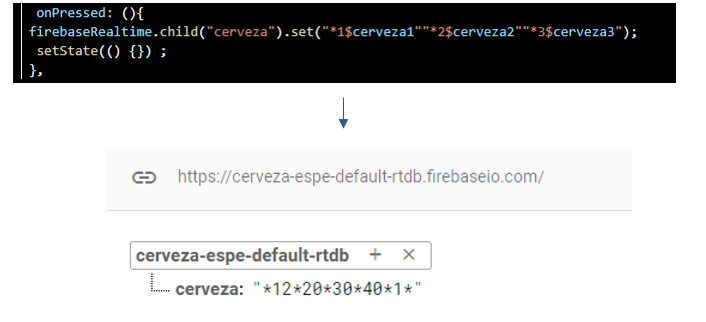 onPressed: (){
firebaseRealtime.child("cerveza").set("*1$cerveza1""*2$cerveza2""*3$cerveza3");
setState(() {}) ;
},
https://cerveza-espe-default-rtdb.firebaseio.com/
cerveza-espe-default-rtdb + ×
cerveza: "*12*20*30*40*1*"